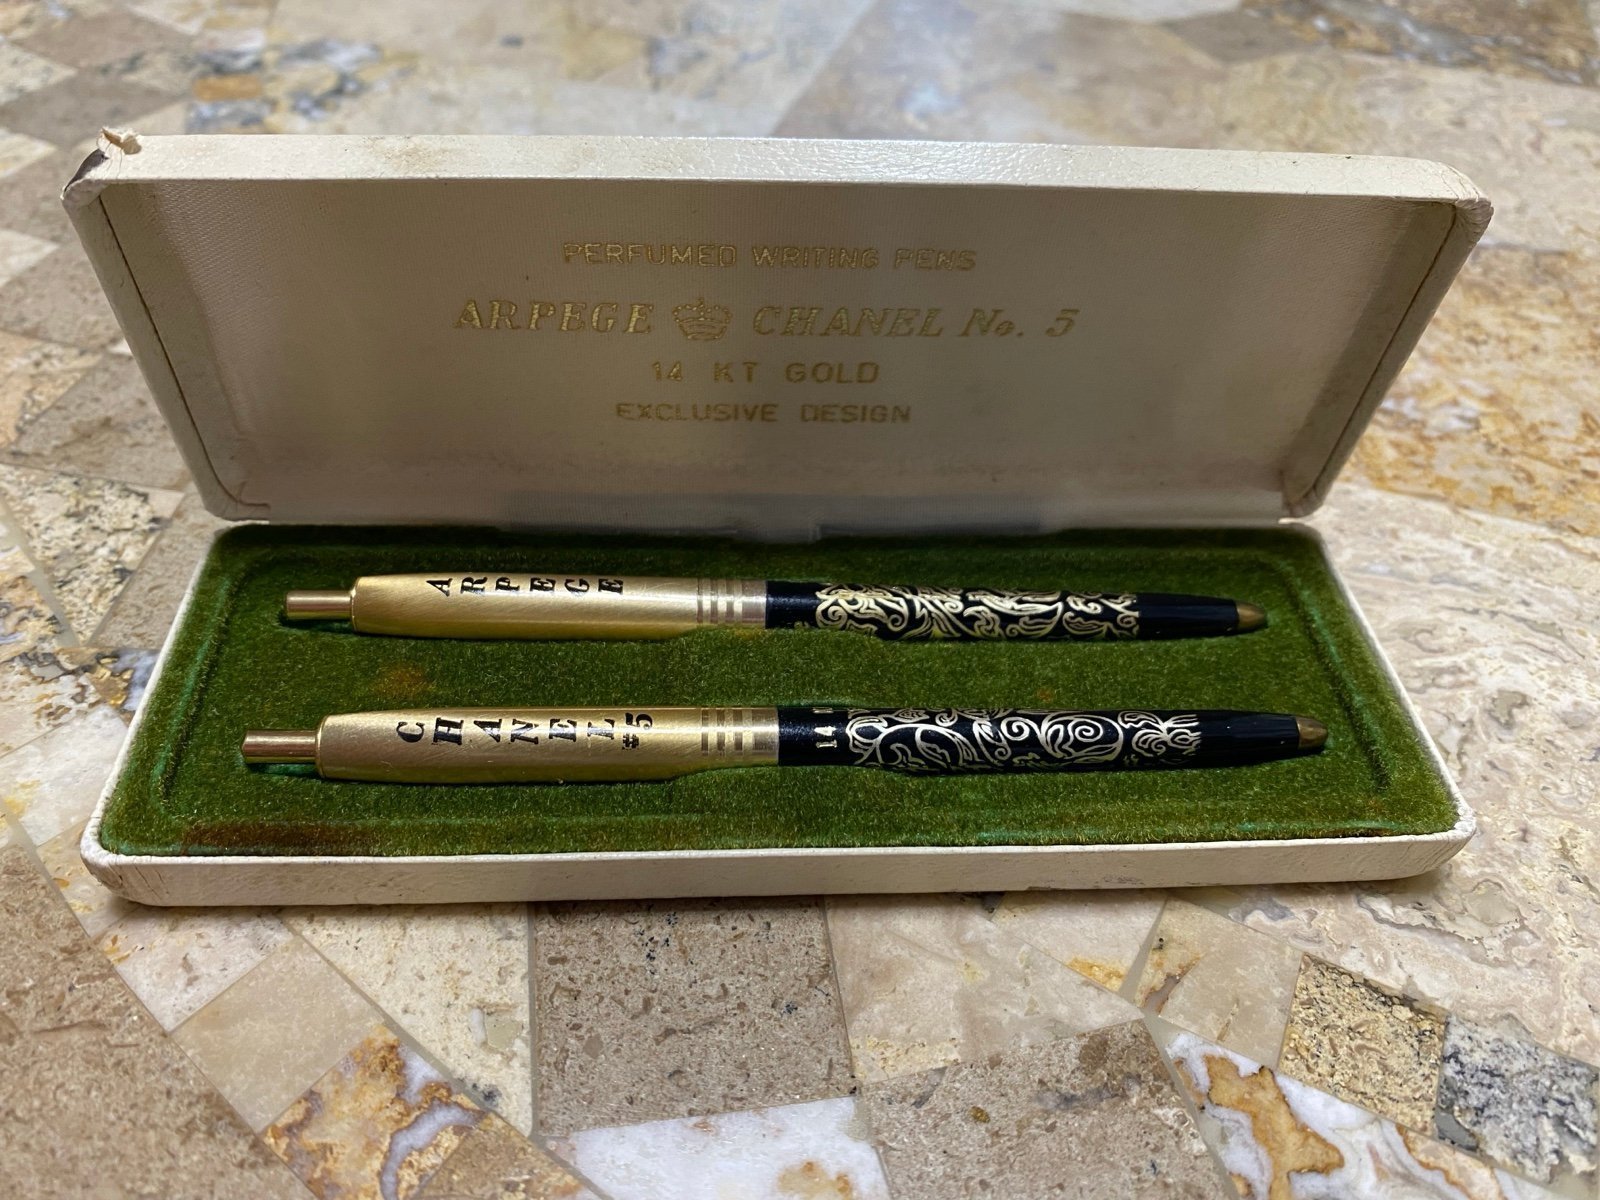 PERFUMED WRITING PENS
ARPEGE CHANEL No. 5
14 KT GOLD
EXCLUSIVE DESIGN
ARPEGE
CHANEL #5
14